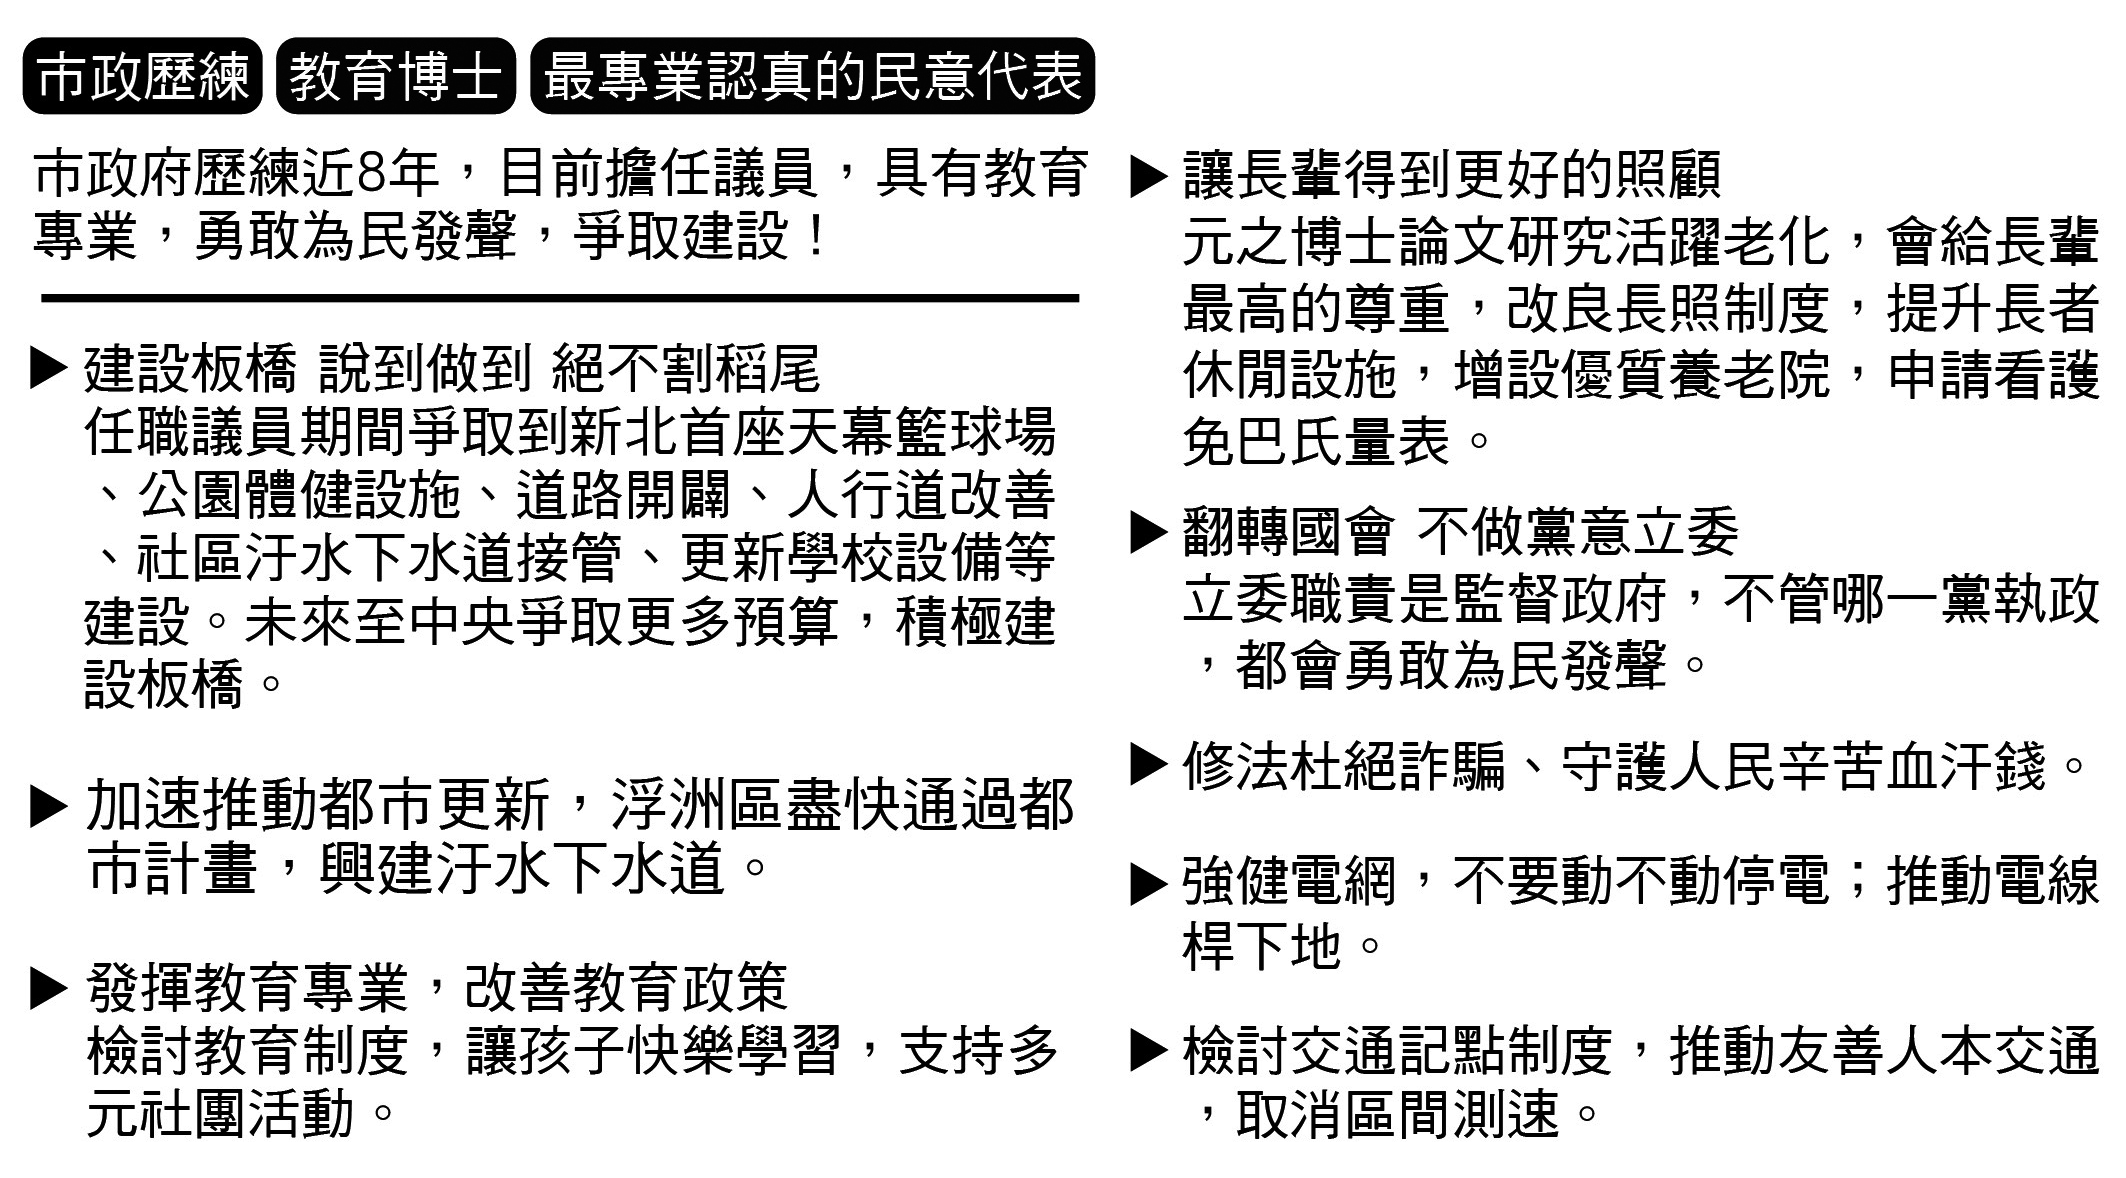 市政歷練 教育博士 最專業認真的民意代表
市政府歷練近8年，目前擔任議員，具有教育
專業，勇敢為民發聲，爭取建設！
▶ 建設板橋 說到做到 絕不割稻尾
任職議員期間爭取到新北首座天幕籃球場
、公園體健設施、道路開闢、人行道改善
、社區汙水下水道接管、更新學校設備等
建設。未來至中央爭取更多預算，積極建
設板橋。
▶ 加速推動都市更新，浮洲區盡快通過都
市計畫，興建汙水下水道。
▶ 發揮教育專業，改善教育政策
檢討教育制度，讓孩子快樂學習，支持多
元社團活動。
▶ 讓長輩得到更好的照顧
元之博士論文研究活躍老化，會給長輩
最高的尊重，改良長照制度，提升長者
休閒設施，增設優質養老院，申請看護
免巴氏量表。
▶ 翻轉國會 不做黨意立委
立委職責是監督政府，不管哪一黨執政
，都會勇敢為民發聲。
▶ 修法杜絕詐騙、守護人民辛苦血汗錢。
▶ 強健電網，不要動不動停電；推動電線
桿下地。
▶ 檢討交通記點制度，推動友善人本交通
，取消區間測速。